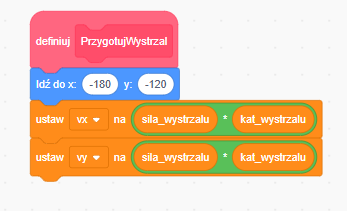 definiuj PrzygotujWystrzal
Idź do x: -180 y: -120
ustaw vx na sila_wystrzalu * kat_wystrzalu
ustaw vy na sila_wystrzalu * kat_wystrzalu